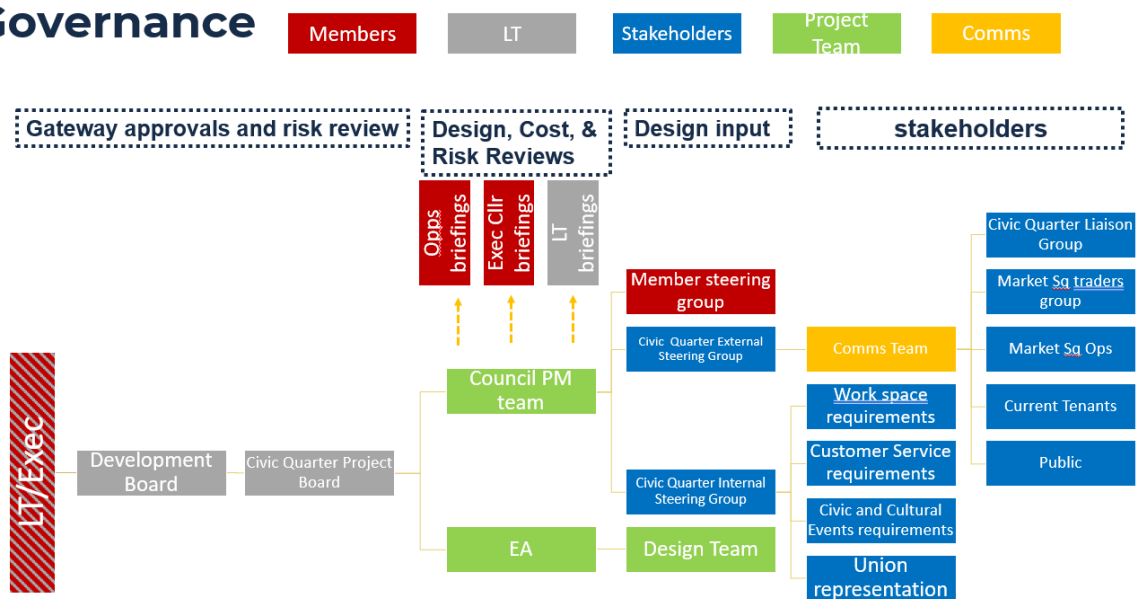 Governance
Members
LT
Stakeholders
Project
Team
Comms
Gateway approvals and risk review
Design, Cost, &
Risk Reviews
Design input
stakeholders
Opps
briefings
Exec Cllr
briefings
LT
briefings
Civic Quarter Liaison
Group
Member steering
group
Market Sq traders
group
Civic Quarter External
Steering Group
Comms Team
Market Sq Ops
LT/Exec
Council PM
team
Work space
requirements
Current Tenants
Development
Board
Civic Quarter Project
Board
Civic Quarter Internal
Steering Group
Customer Service
requirements
Public
Civic and Cultural
Events requirements
EA
Design Team
Union
representation